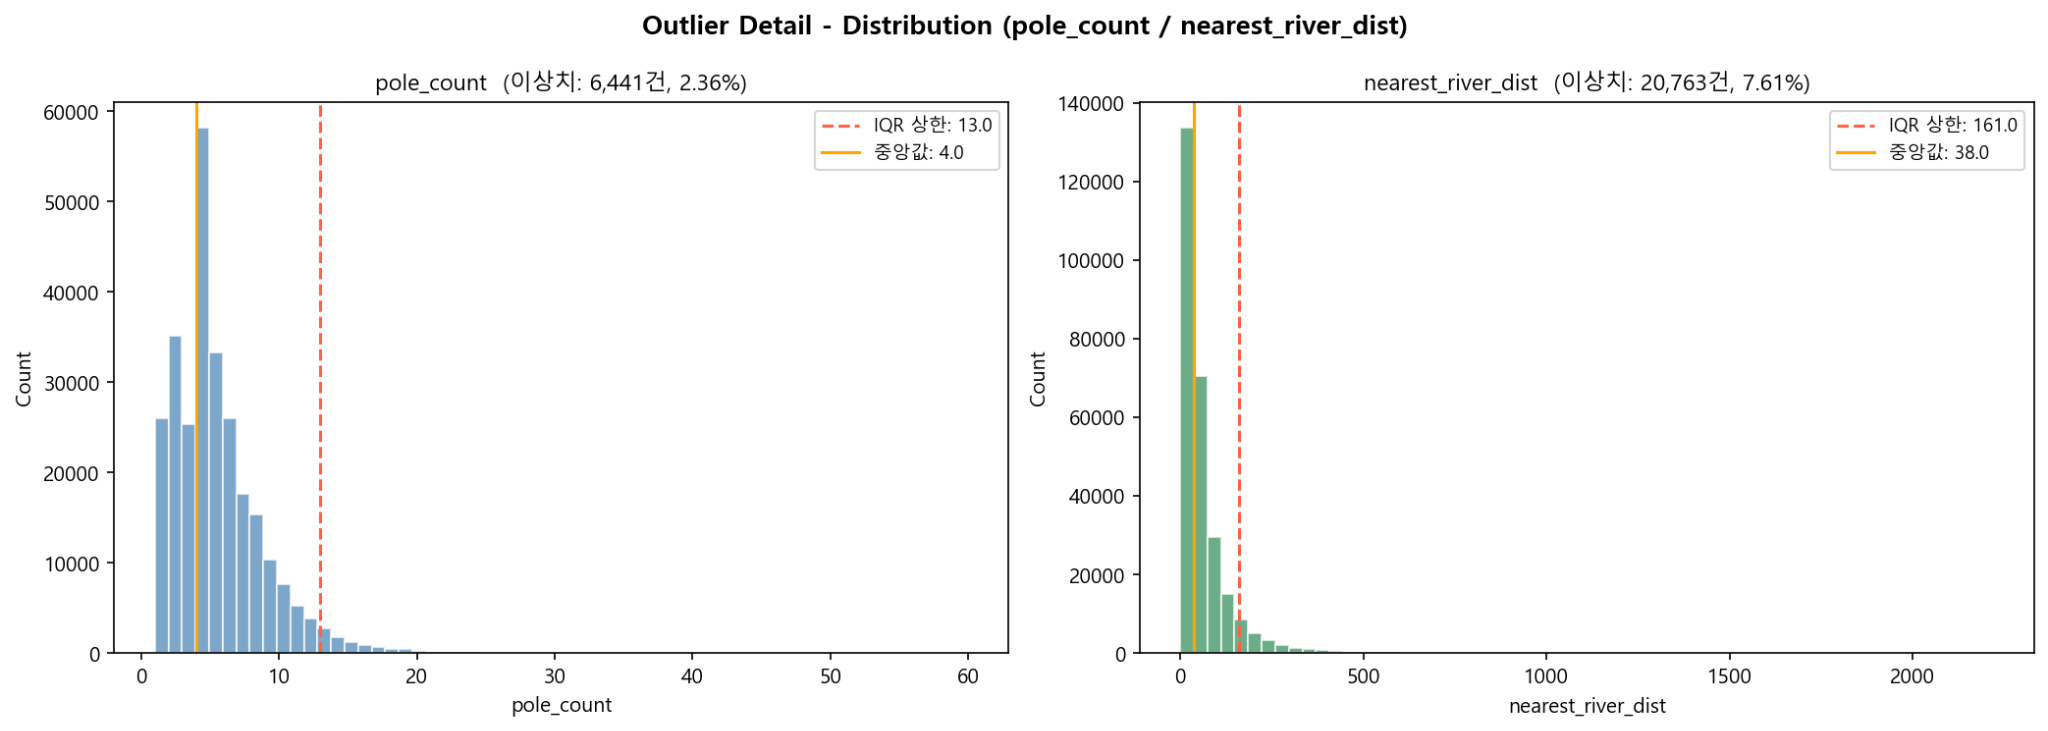 Outlier Detail - Distribution (pole_count / nearest_river_dist)
pole_count (이상치: 6,441건, 2.36%)
IQR 상한: 13.0
중앙값: 4.0
60000
50000
40000
30000
20000
10000
0
Count
0 10 20 30 40 50 60
pole_count
nearest_river_dist (이상치: 20,763건, 7.61%)
IQR 상한: 161.0
중앙값: 38.0
140000
120000
100000
80000
60000
40000
20000
0
Count
0 500 1000 1500 2000
nearest_river_dist